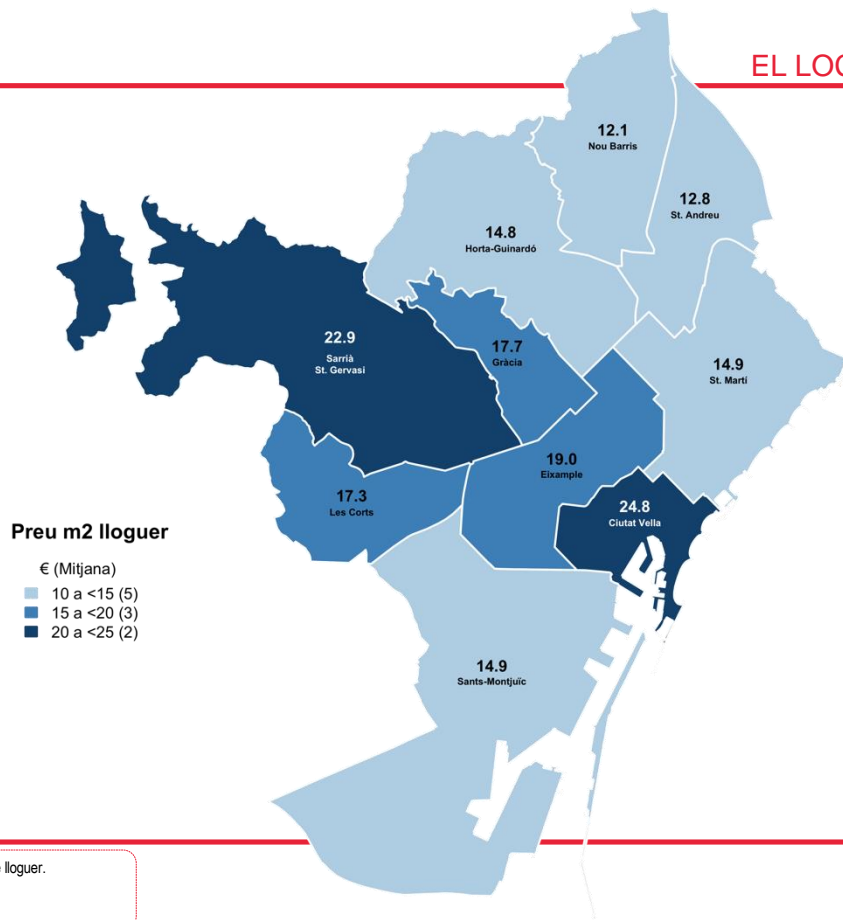 EL LOC
12.1
Nou Barris
12.8
St. Andreu
14.8
Horta-Guinardó
22.9
Sarrià
St. Gervasi
17.7
Gràcia
14.9
St. Martí
19.0
Eixample
17.3
Les Corts
24.8
Ciutat Vella
Preu m2 lloguer
€ (Mitjana)
10 a <15 (5)
15 a <20 (3)
20 a <25 (2)
14.9
Sants-Montjuïc
lloguer.